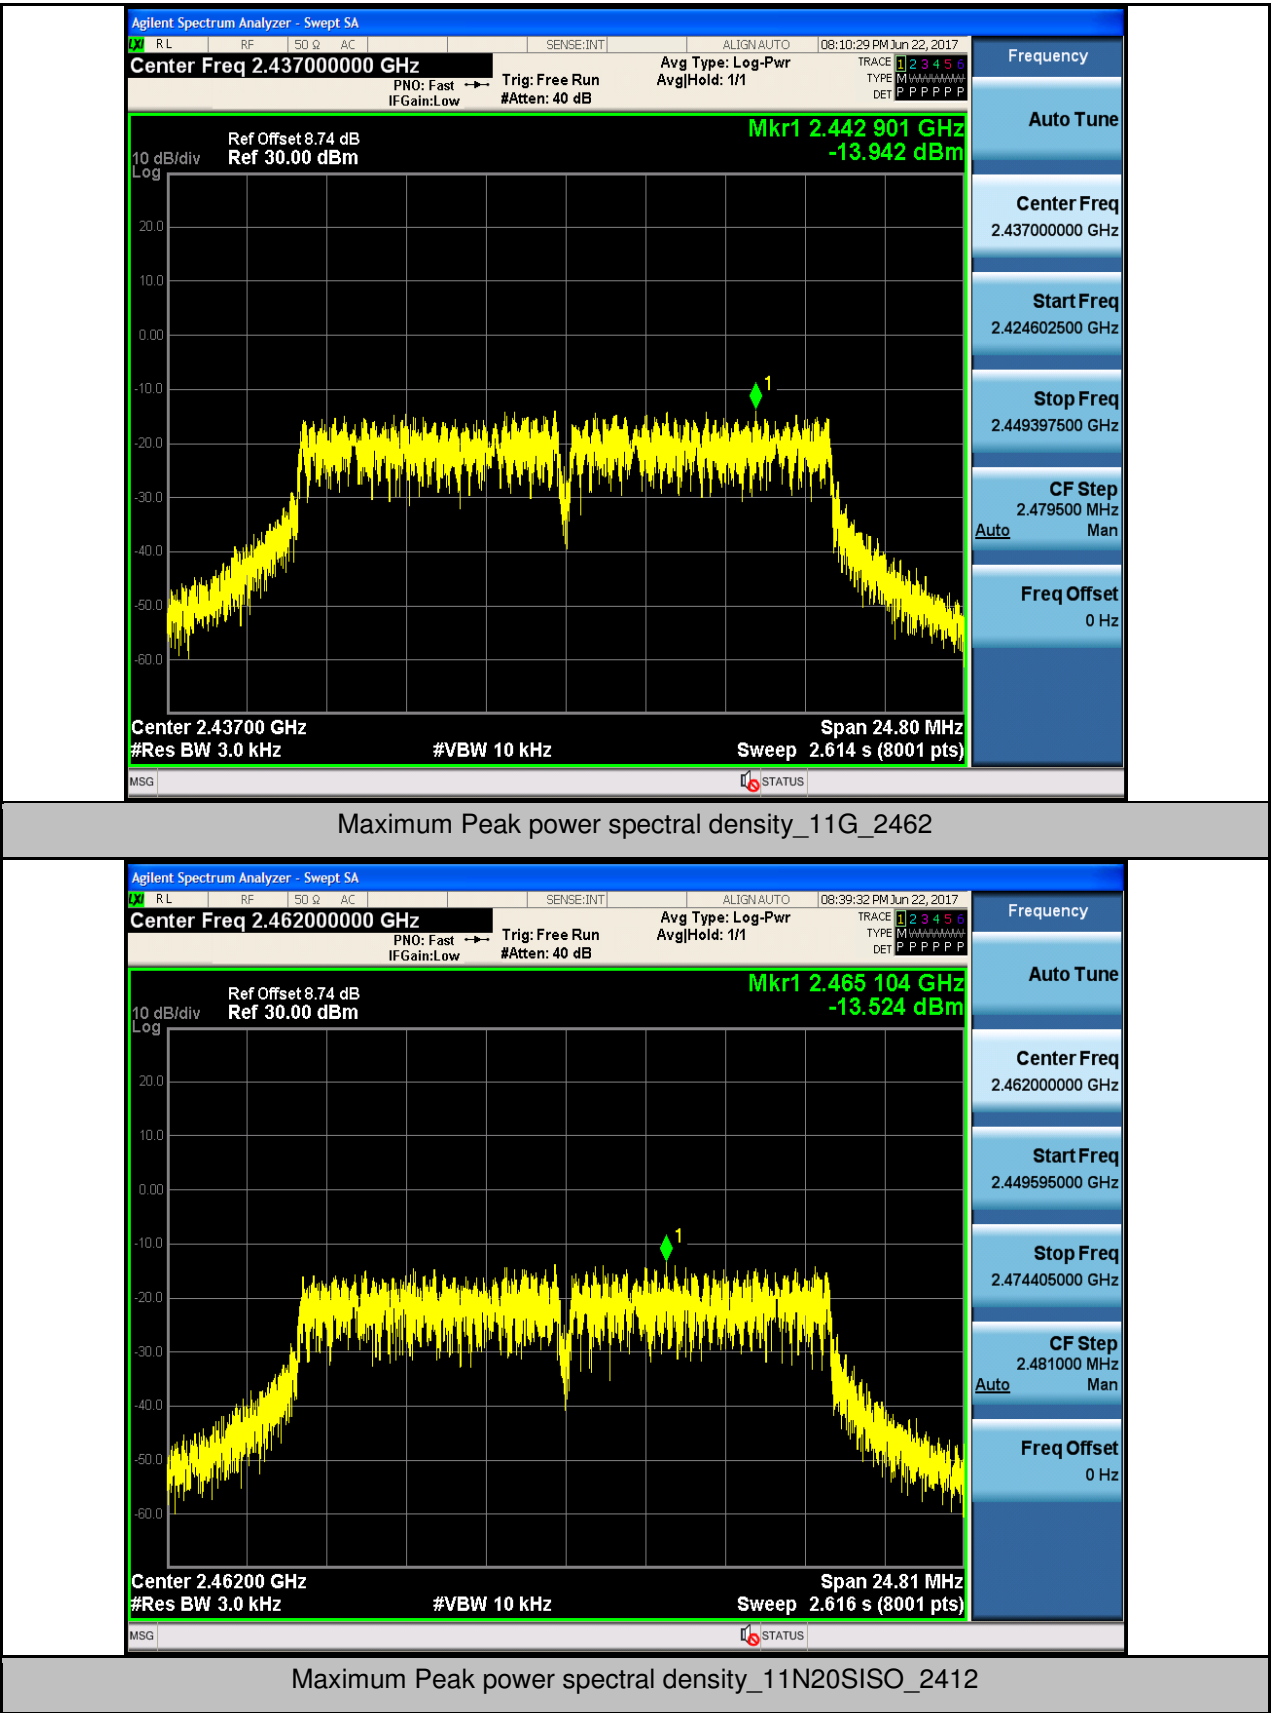 Agilent Spectrum Analyzer - Swept SA
LXI RL RF 50 Ω AC SENSE:INT ALIGN AUTO 08:10:29 PM Jun 22, 2017
Center Freq 2.437000000 GHz
PNO: Fast
IFGain:Low
Trig: Free Run
#Atten: 40 dB
Avg Type: Log-Pwr
Avg|Hold: 1/1
TRACE 1 2 3 4 5 6
TYPE M
DET P P P P P P
Mkr1 2.442 901 GHz
-13.942 dBm
Ref Offset 8.74 dB
10 dB/div Ref 30.00 dBm
Log
20.0
10.0
0.00
-10.0
-20.0
-30.0
-40.0
-50.0
-60.0
1
Center 2.43700 GHz Span 24.80 MHz
#Res BW 3.0 kHz #VBW 10 kHz Sweep 2.614 s (8001 pts)
MSG STATUS
Frequency
Auto Tune
Center Freq
2.437000000 GHz
Start Freq
2.424602500 GHz
Stop Freq
2.449397500 GHz
CF Step
2.479500 MHz
Auto Man
Freq Offset
0 Hz
Maximum Peak power spectral density_11G_2462
Agilent Spectrum Analyzer - Swept SA
LXI RL RF 50 Ω AC SENSE:INT ALIGN AUTO 08:39:32 PM Jun 22, 2017
Center Freq 2.462000000 GHz
PNO: Fast
IFGain:Low
Trig: Free Run
#Atten: 40 dB
Avg Type: Log-Pwr
Avg|Hold: 1/1
TRACE 1 2 3 4 5 6
TYPE M
DET P P P P P P
Mkr1 2.465 104 GHz
-13.524 dBm
Ref Offset 8.74 dB
10 dB/div Ref 30.00 dBm
Log
20.0
10.0
0.00
-10.0
-20.0
-30.0
-40.0
-50.0
-60.0
1
Center 2.46200 GHz Span 24.81 MHz
#Res BW 3.0 kHz #VBW 10 kHz Sweep 2.616 s (8001 pts)
MSG STATUS
Frequency
Auto Tune
Center Freq
2.462000000 GHz
Start Freq
2.449595000 GHz
Stop Freq
2.474405000 GHz
CF Step
2.481000 MHz
Auto Man
Freq Offset
0 Hz
Maximum Peak power spectral density_11N20SISO_2412